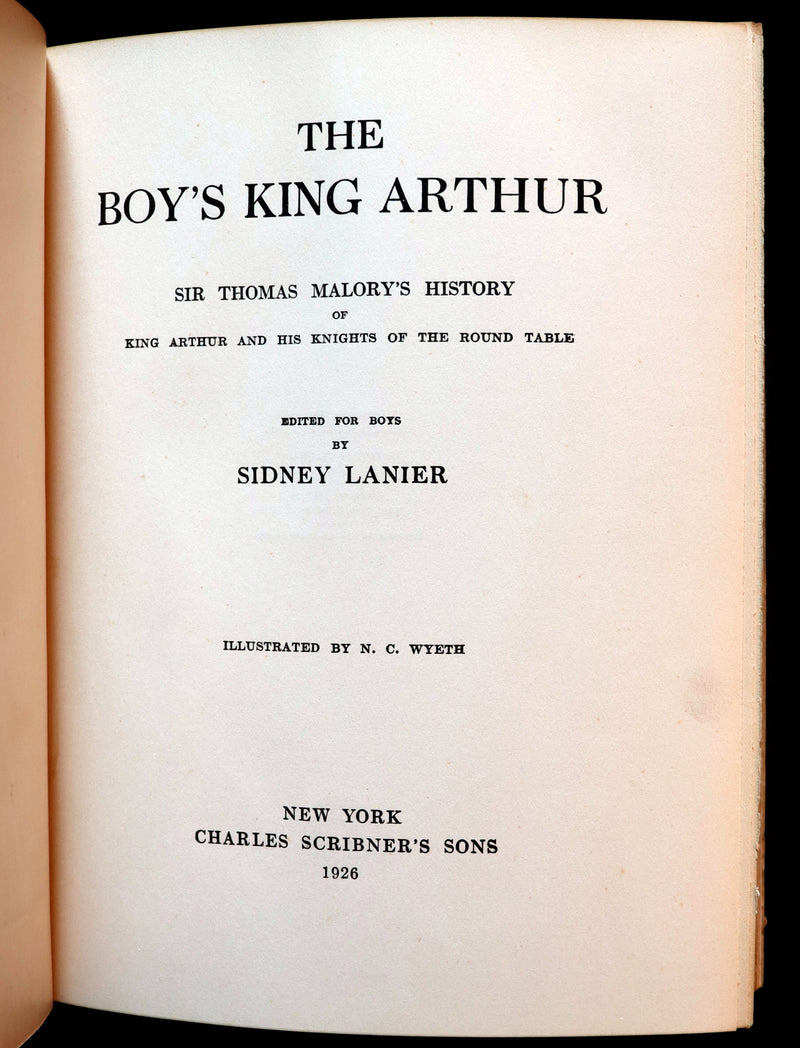 THE
BOY'S KING ARTHUR
SIR THOMAS MALORY'S HISTORY
OF
KING ARTHUR AND HIS KNIGHTS OF THE ROUND TABLE
EDITED FOR BOYS
BY
SIDNEY LANIER
ILLUSTRATED BY N. C. WYETH
NEW YORK
CHARLES SCRIBNER'S SONS
1926